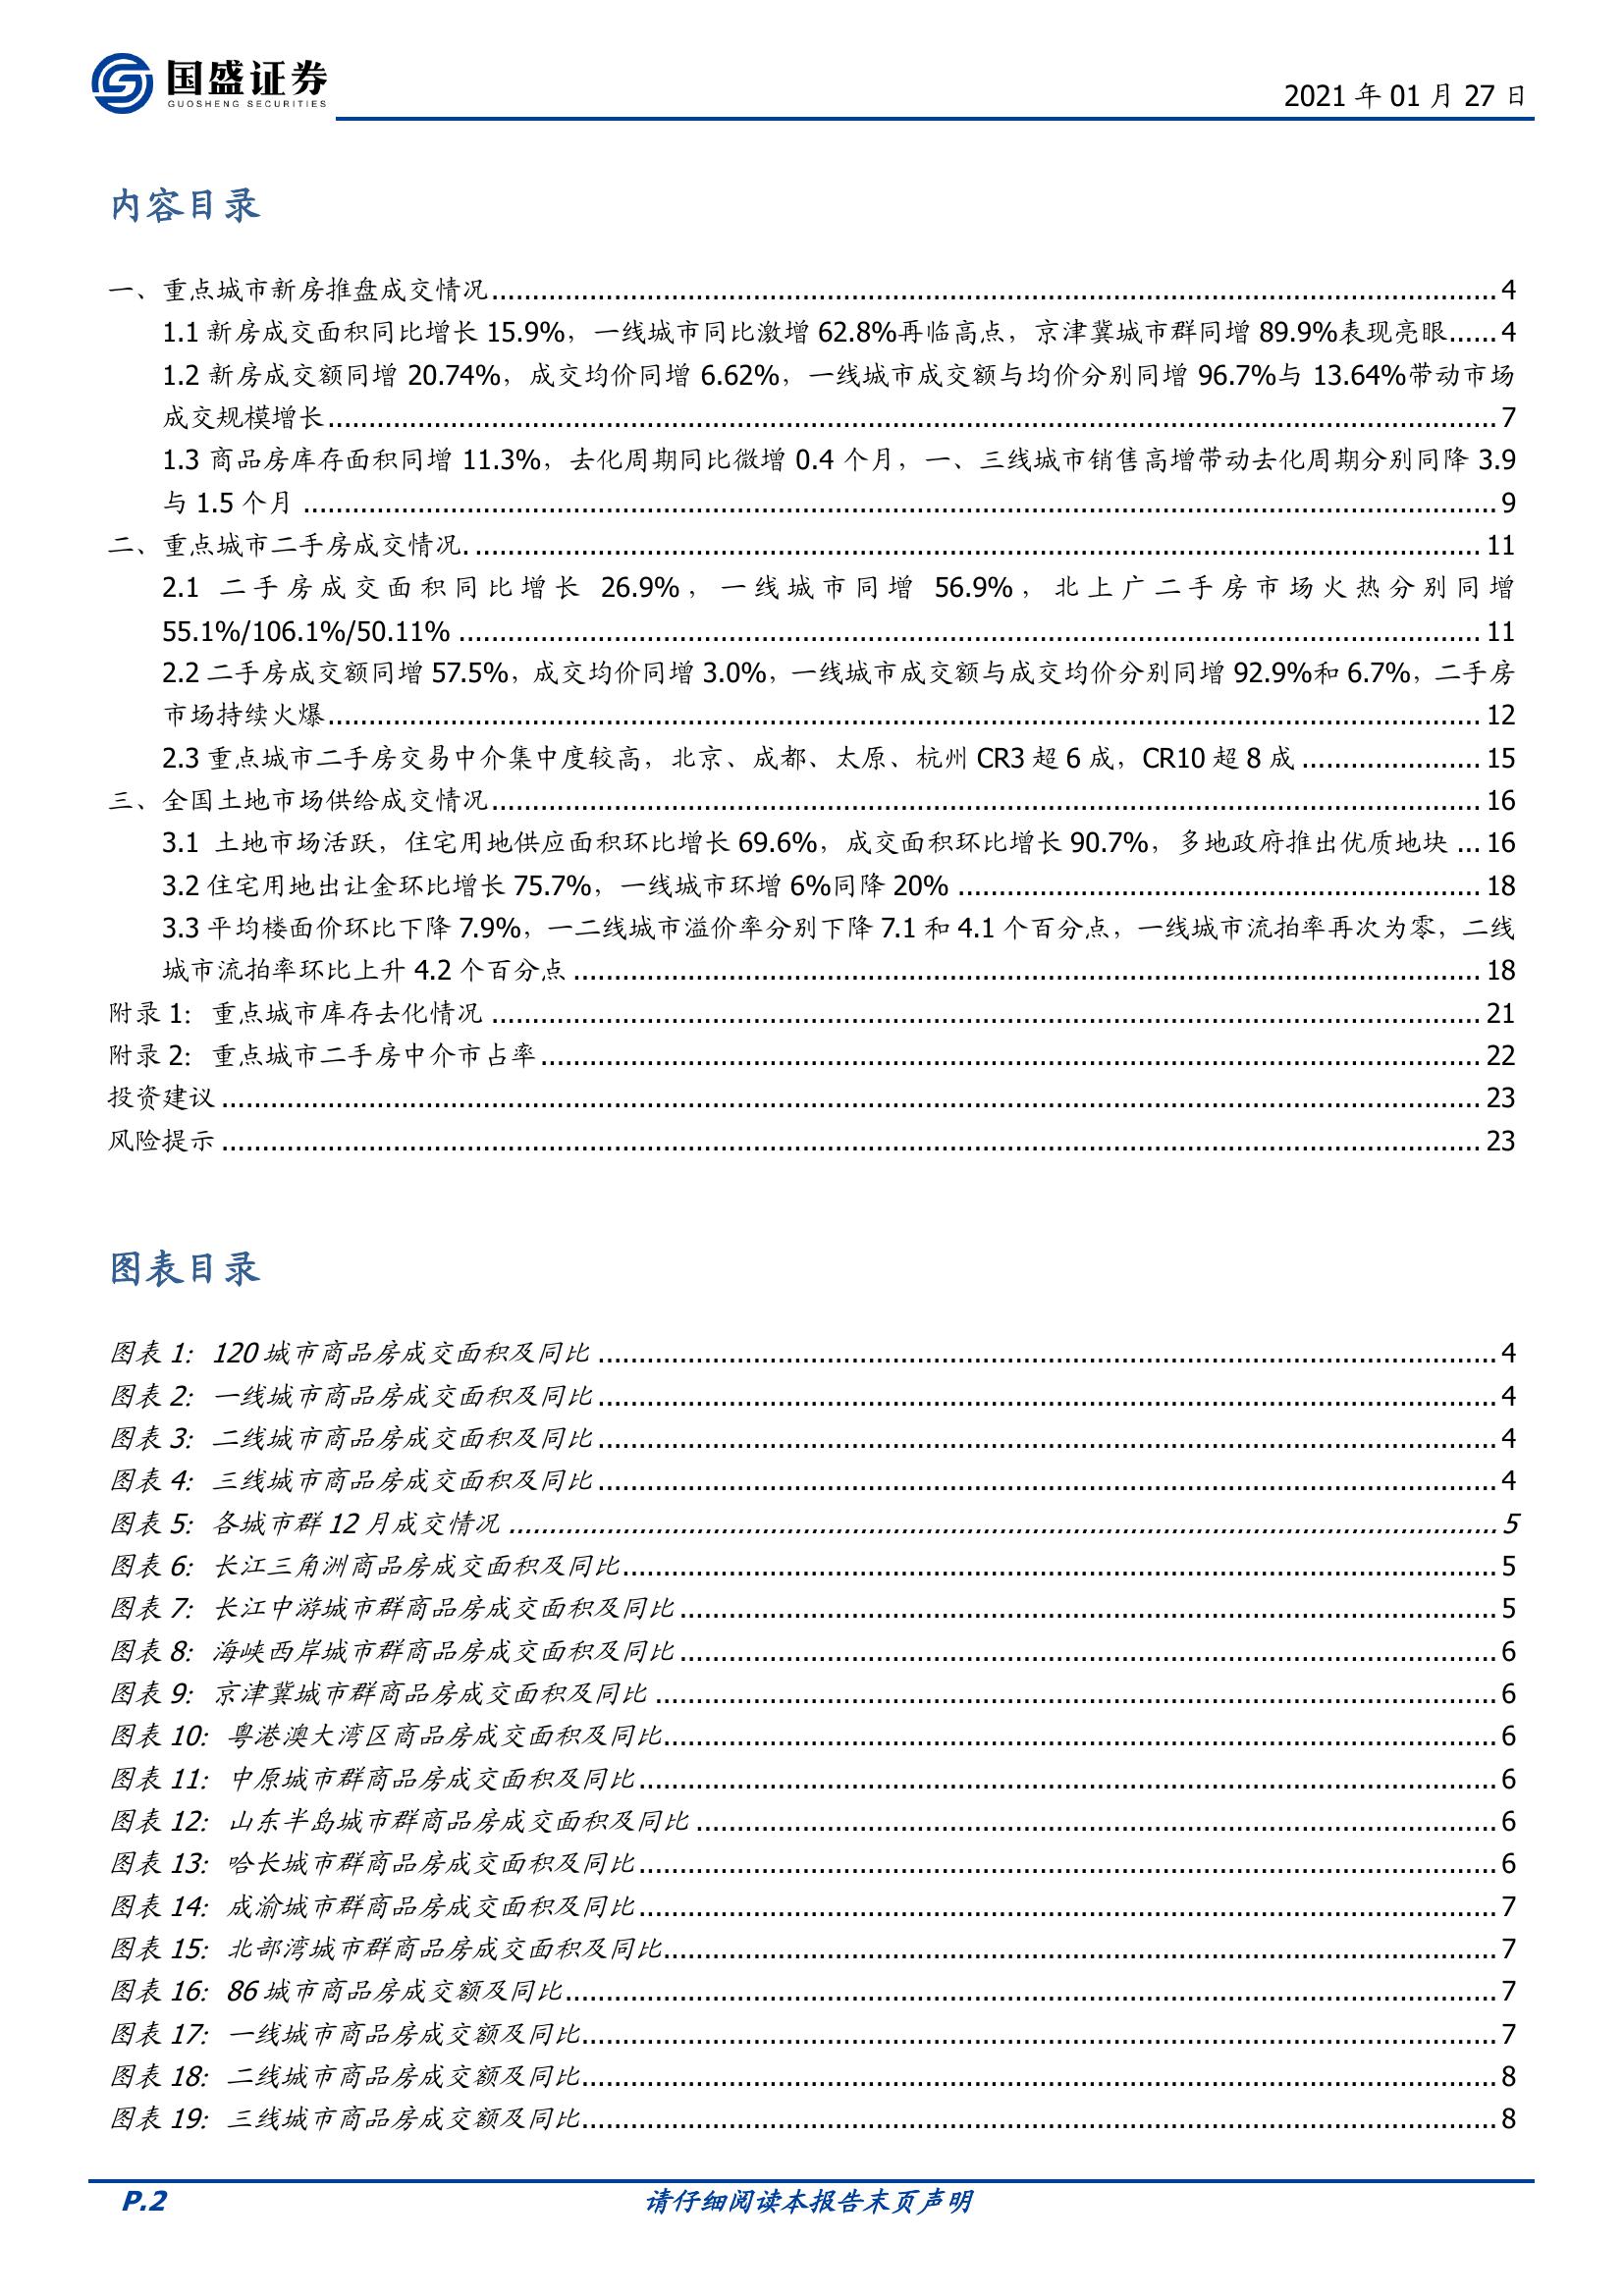 国盛证券
GUOSHENG SECURITIES
2021 年 01 月 27 日
内容目录
一、重点城市新房推盘成交情况.....4
1.1 新房成交面积同比增长 15.9%，一线城市同比激增 62.8%再临高点，京津冀城市群同增 89.9%表现亮眼......4
1.2 新房成交额同增 20.74%，成交均价同增 6.62%，一线城市成交额与均价分别同增 96.7%与 13.64%带动市场
成交规模增长.....7
1.3 商品房库存面积同增 11.3%，去化周期同比微增 0.4 个月，一、三线城市销售高增带动去化周期分别同降 3.9
与 1.5 个月.....9
二、重点城市二手房成交情况.....11
2.1 二手房成交面积同比增长 26.9%，一线城市同增 56.9%，北上广二手房市场火热分别同增
55.1%/106.1%/50.11%.....11
2.2 二手房成交额同增 57.5%，成交均价同增 3.0%，一线城市成交额与成交均价分别同增 92.9%和 6.7%，二手房
市场持续火爆.....12
2.3 重点城市二手房交易中介集中度较高，北京、成都、太原、杭州 CR3 超 6 成，CR10 超 8 成.....15
三、全国土地市场供给成交情况.....16
3.1 土地市场活跃，住宅用地供应面积环比增长 69.6%，成交面积环比增长 90.7%，多地政府推出优质地块...16
3.2 住宅用地出让金环比增长 75.7%，一线城市环增 6%同降 20%.....18
3.3 平均楼面价环比下降 7.9%，一二线城市溢价率分别下降 7.1 和 4.1 个百分点，一线城市流拍率再次为零，二线
城市流拍率环比上升 4.2 个百分点.....18
附录 1：重点城市库存去化情况.....21
附录 2：重点城市二手房中介市占率.....22
投资建议.....23
风险提示.....23
图表目录
图表 1：120 城市商品房成交面积及同比.....4
图表 2：一线城市商品房成交面积及同比.....4
图表 3：二线城市商品房成交面积及同比.....4
图表 4：三线城市商品房成交面积及同比.....4
图表 5：各城市群 12 月成交情况.....5
图表 6：长江三角洲商品房成交面积及同比.....5
图表 7：长江中游城市群商品房成交面积及同比.....5
图表 8：海峡西岸城市群商品房成交面积及同比.....6
图表 9：京津冀城市群商品房成交面积及同比.....6
图表 10：粤港澳大湾区商品房成交面积及同比.....6
图表 11：中原城市群商品房成交面积及同比.....6
图表 12：山东半岛城市群商品房成交面积及同比.....6
图表 13：哈长城市群商品房成交面积及同比.....6
图表 14：成渝城市群商品房成交面积及同比.....7
图表 15：北部湾城市群商品房成交面积及同比.....7
图表 16：86 城市商品房成交额及同比.....7
图表 17：一线城市商品房成交额及同比.....7
图表 18：二线城市商品房成交额及同比.....8
图表 19：三线城市商品房成交额及同比.....8
P.2
请仔细阅读本报告末页声明